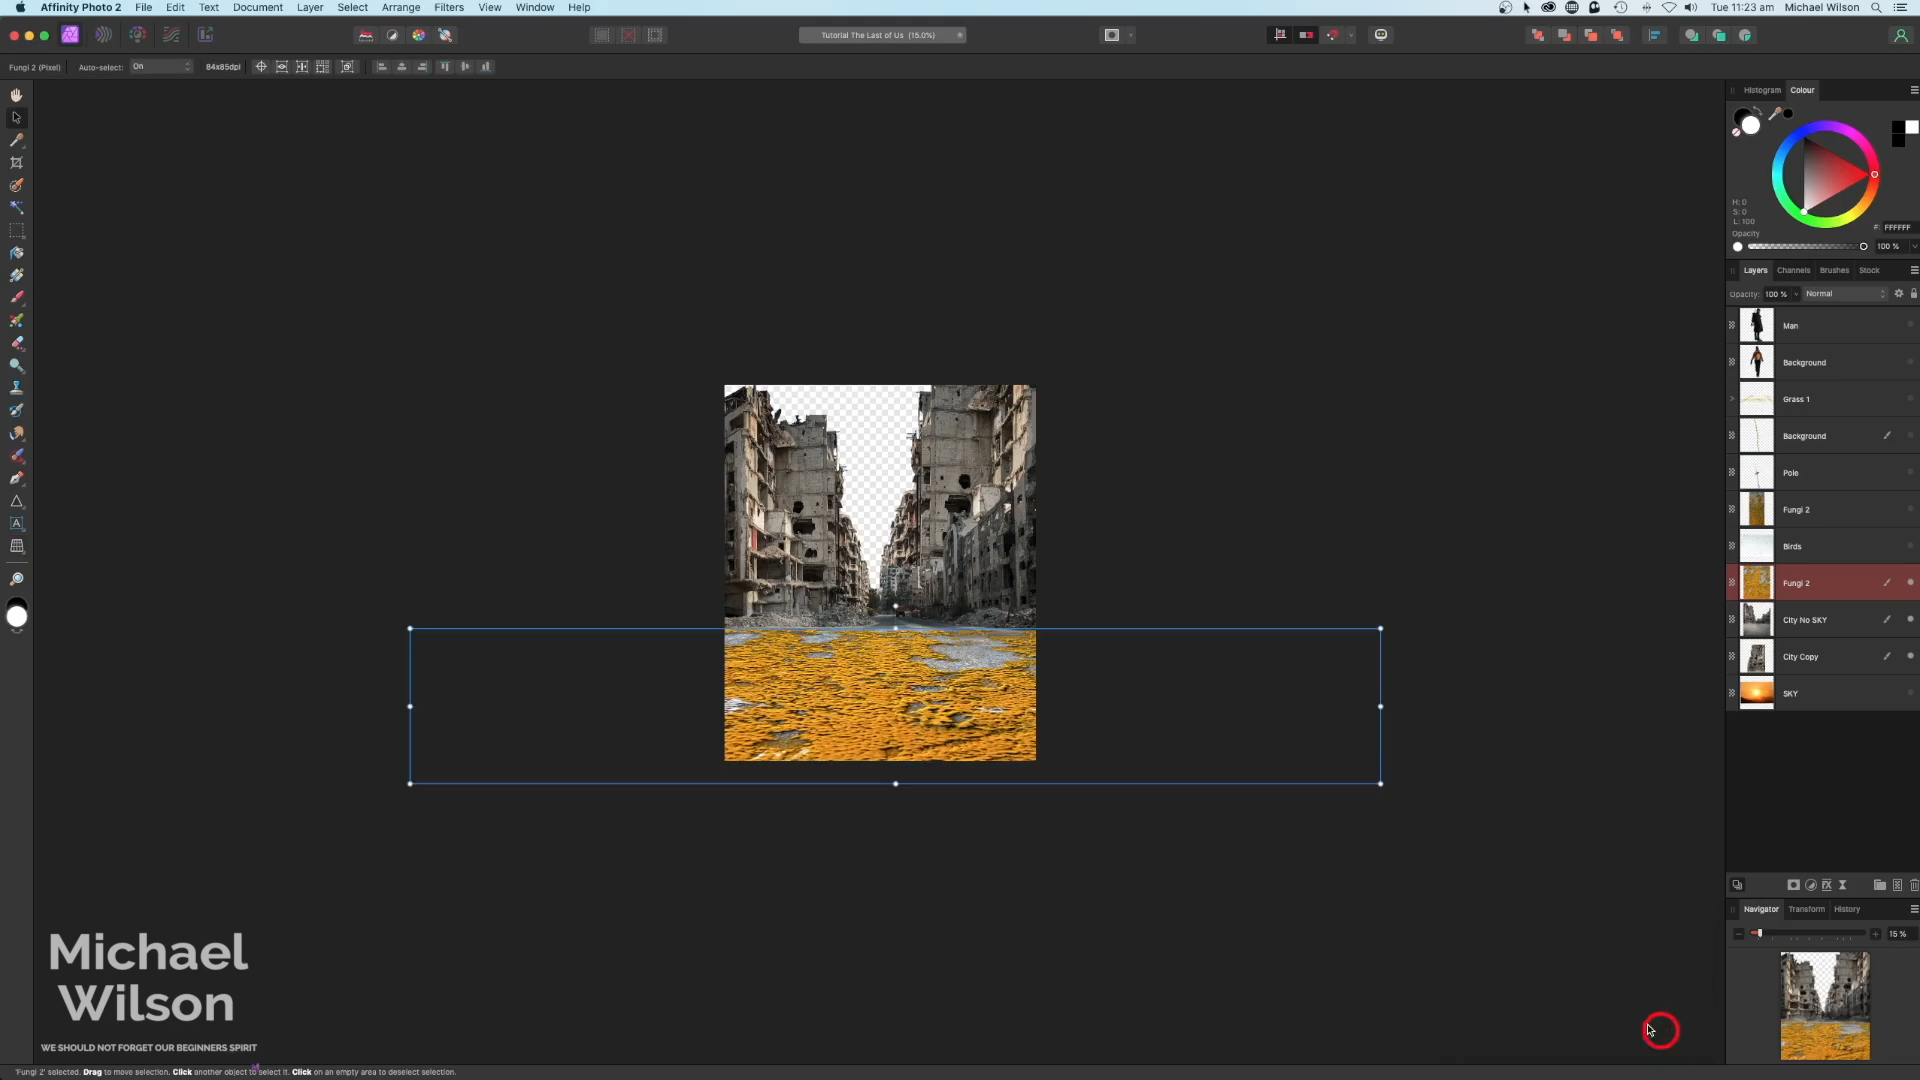 Affinity Photo 2 File Edit Text Document Layer Select Arrange Filters View Window Help
Tue 11:23 am Michael Wilson
Tutorial The Last of Us (15.0%)
Fungi 2 (Pixel) Auto-select: On 84x85dpi
Histogram Colour
H: 0
S: 0
L: 100
#: FFFFFF
Opacity
100 %
Layers Channels Brushes Stock
Opacity: 100 % Normal
Man
Background
Grass 1
Background
Pole
Fungi 2
Birds
Fungi 2
City No SKY
City Copy
SKY
Navigator Transform History
15 %
Michael
Wilson
WE SHOULD NOT FORGET OUR BEGINNERS SPIRIT
'Fungi 2' selected. Drag to move selection. Click another object to select it. Click on an empty area to deselect selection.